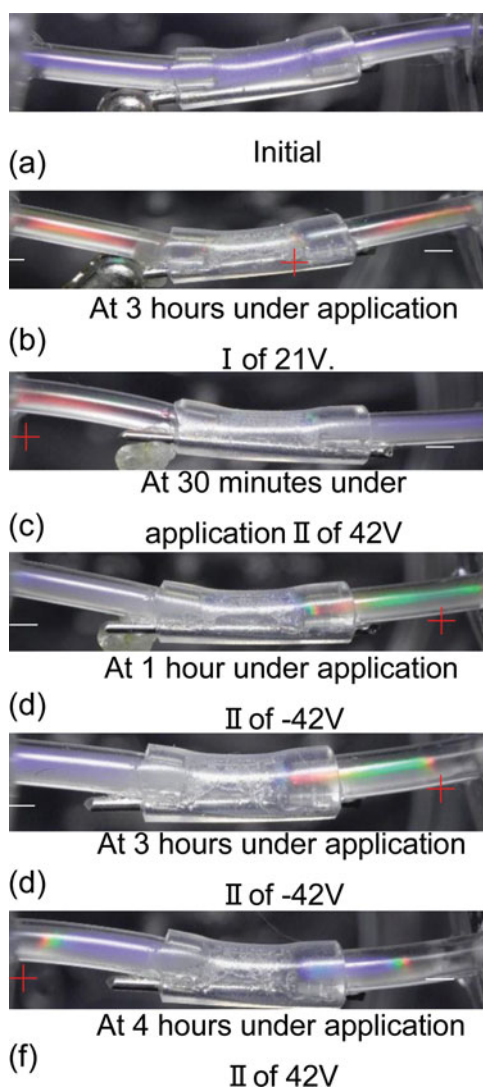 Initial
(a)
At 3 hours under application
(b)
Ⅰ of 21V.
At 30 minutes under
(c)
application Ⅱ of 42V
At 1 hour under application
(d)
Ⅱ of -42V
At 3 hours under application
(d)
Ⅱ of -42V
At 4 hours under application
(f)
Ⅱ of 42V